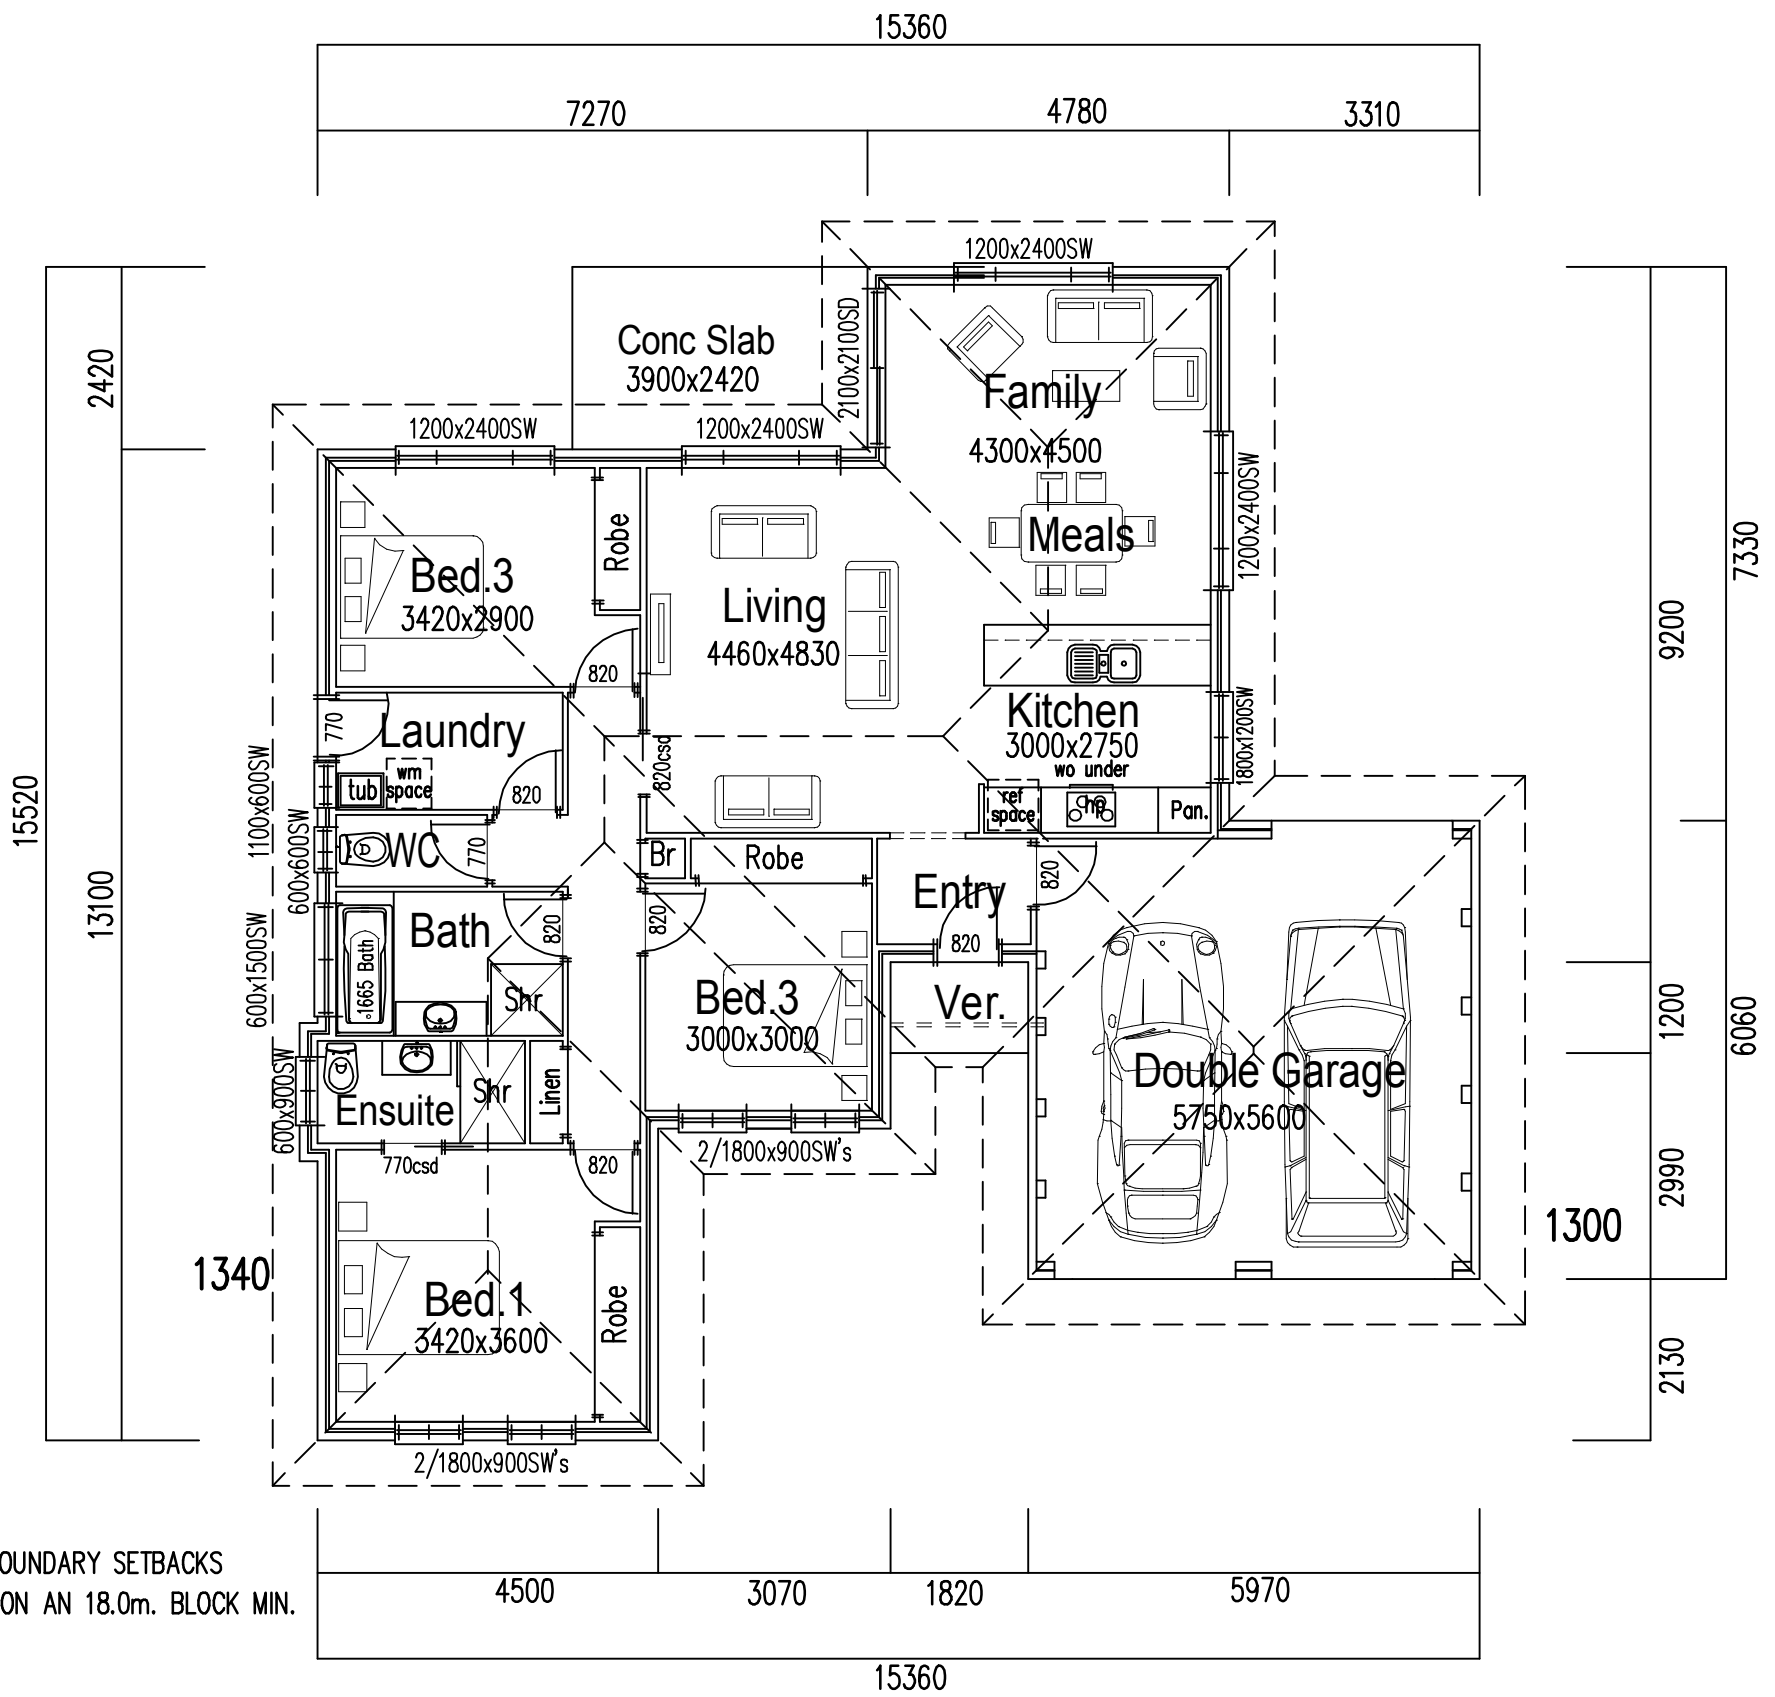 15360
7270
4780
3310
1200x2400SW
Conc Slab
3900x2420
2100x2100SD
Family
4300x4500
2420
1200x2400SW
1200x2400SW
1200x2400SW
Robe
Meals
7330
Bed.3
3420x2900
Living
4460x4830
9200
820
Kitchen
3000x2750
wo under
1800x1200SW
770
Laundry
820csd
tub
wm
space
820
ref
space
hp
Pan.
15520
1100x600SW
600x600SW
WC
770
Br
Robe
13100
Entry
820
820
600x1500SW
1665 Bath
Bath
820
820
Shr
Bed.3
3000x3000
Ver.
1200
6060
600x900SW
Ensuite
Shr
Linen
Double Garage
5750x5600
2/1800x900SW's
770csd
820
2990
1300
1340
Bed.1
3420x3600
Robe
2130
2/1800x900SW's
OUNDARY SETBACKS
ON AN 18.0m. BLOCK MIN.
4500
3070
1820
5970
15360